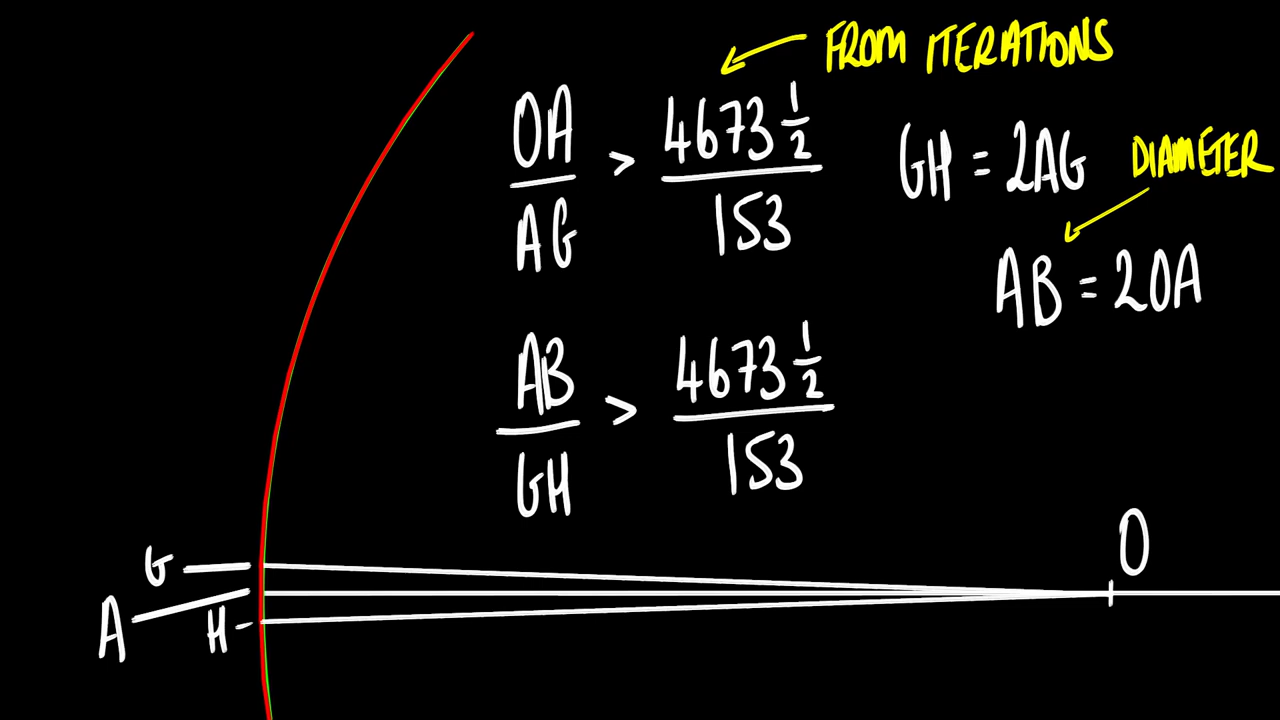 FROM ITERATIONS
OA/AG > 4673 1/2 / 153
GH = 2AG
DIAMETER
AB = 2OA
AB/GH > 4673 1/2 / 153
O
G
A
H